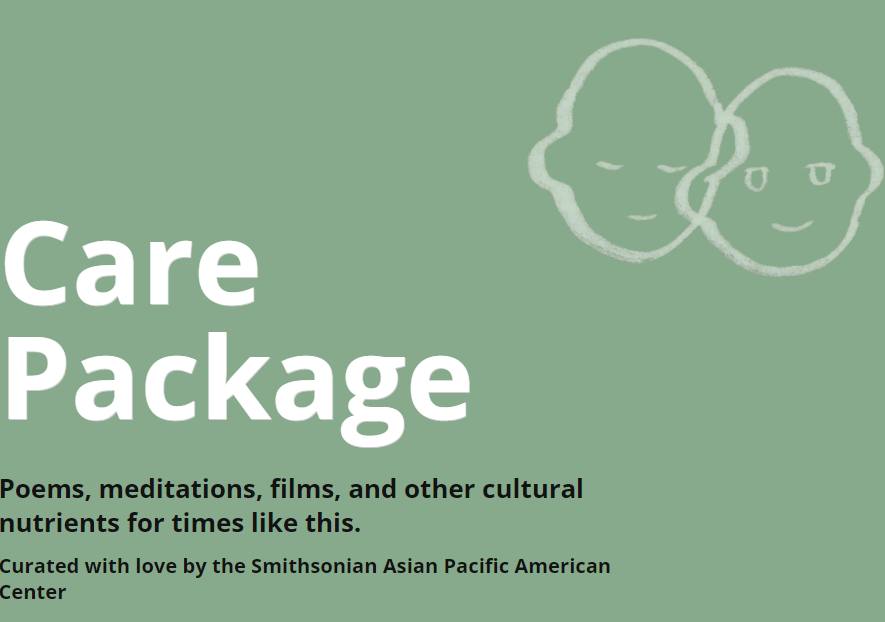 Care
Package
Poems, meditations, films, and other cultural
nutrients for times like this.
Curated with love by the Smithsonian Asian Pacific American
Center